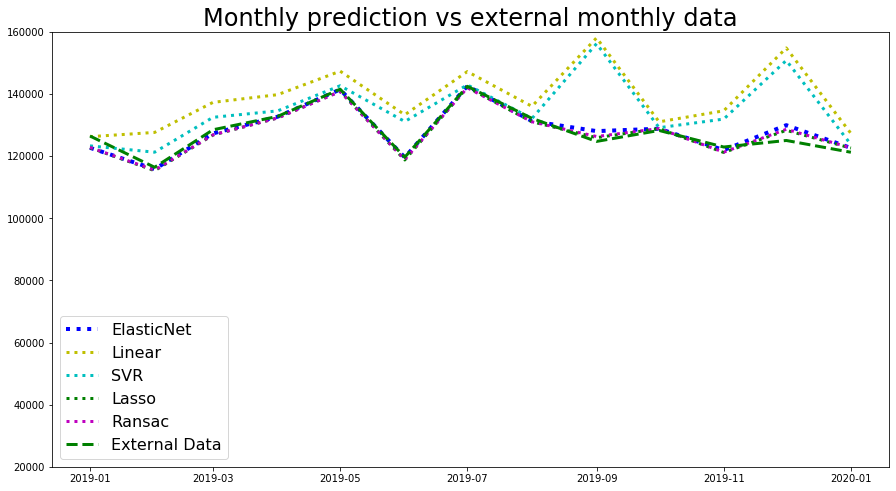 Monthly prediction vs external monthly data
160000
140000
120000
100000
80000
60000
40000
20000
ElasticNet
Linear
SVR
Lasso
Ransac
External Data
2019-01 2019-03 2019-05 2019-07 2019-09 2019-11 2020-01